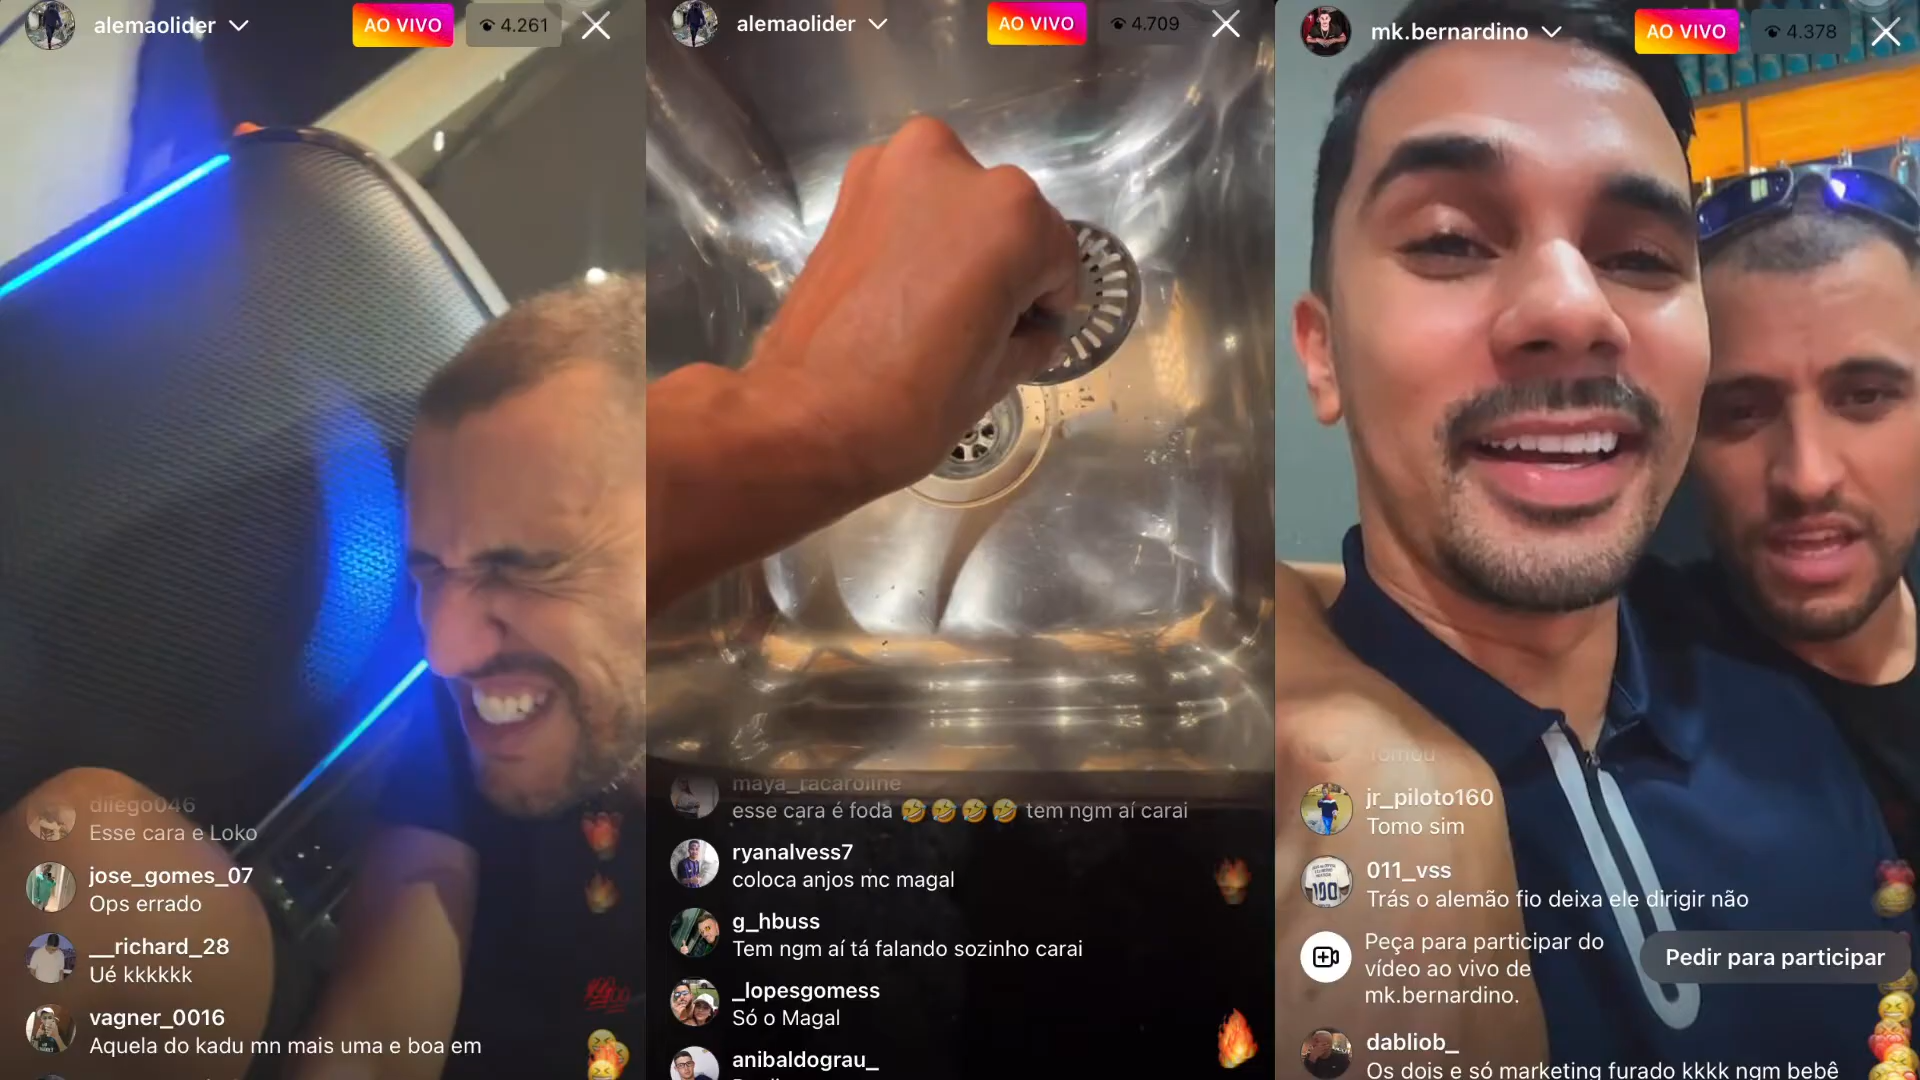 alemaolider
AO VIVO
4.261
diiego046
Esse cara e Loko
jose_gomes_07
Ops errado
__richard_28
Ué kkkkkk
vagner_0016
Aquela do kadu mn mais uma e boa em
alemaolider
AO VIVO
4.709
maya_racaroline
esse cara é foda 🤣🤣🤣🤣 tem ngm aí carai
ryanalvess7
coloca anjos mc magal
g_hbuss
Tem ngm aí tá falando sozinho carai
_lopesgomess
Só o Magal
anibaldograu_
mk.bernardino
AO VIVO
4.378
Tomou
jr_piloto160
Tomo sim
011_vss
Trás o alemão fio deixa ele dirigir não
Peça para participar do
vídeo ao vivo de
mk.bernardino.
Pedir para participar
dabliob_
Os dois e só marketing furado kkkk ngm bebê